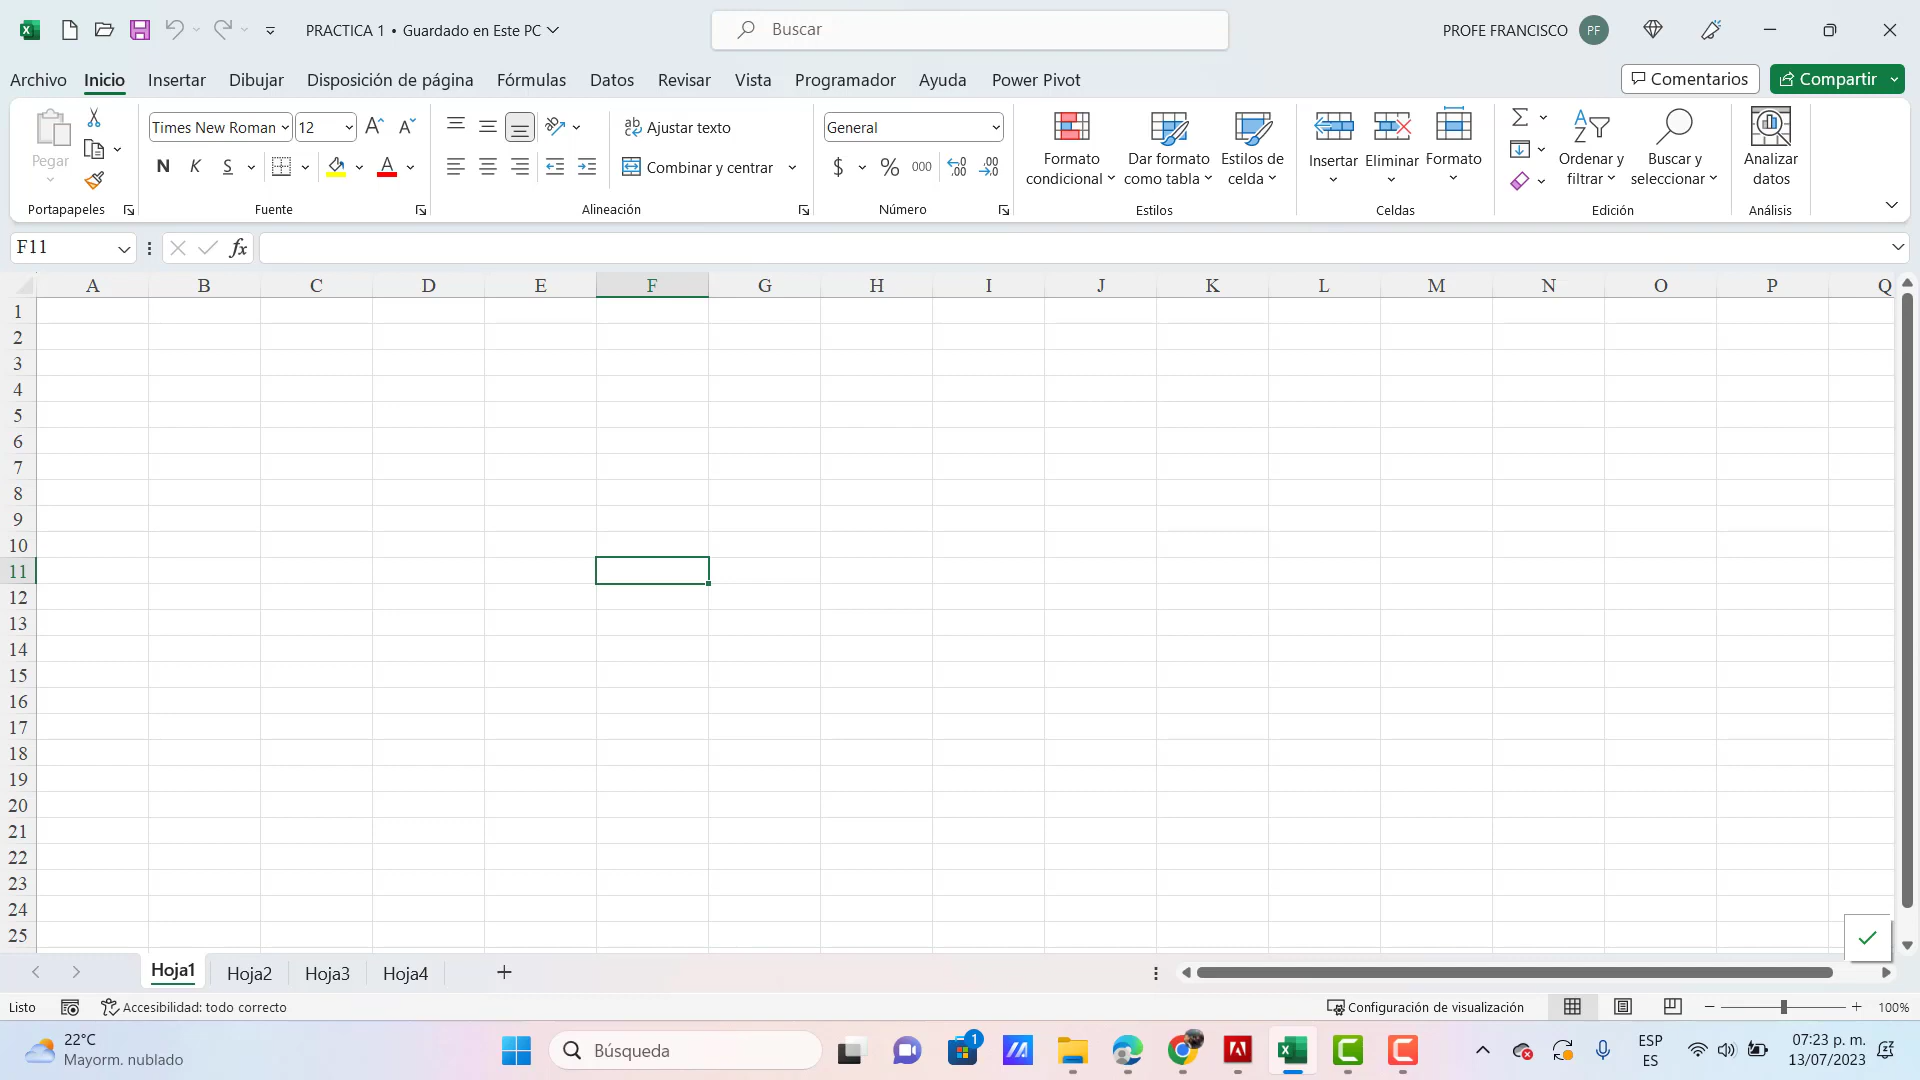 PRACTICA 1 • Guardado en Este PC
Buscar
PROFE FRANCISCO
PF
Archivo Inicio Insertar Dibujar Disposición de página Fórmulas Datos Revisar Vista Programador Ayuda Power Pivot
Comentarios
Compartir
Pegar
Portapapeles
Times New Roman
12
N K S
Fuente
Ajustar texto
Combinar y centrar
Alineación
General
$ % 000
Número
Formato
condicional
Dar formato
como tabla
Estilos de
celda
Estilos
Insertar
Eliminar
Formato
Celdas
Ordenar y
filtrar
Buscar y
seleccionar
Edición
Analizar
datos
Análisis
F11
fx
A B C D E F G H I J K L M N O P Q
1
2
3
4
5
6
7
8
9
10
11
12
13
14
15
16
17
18
19
20
21
22
23
24
25
Hoja1 Hoja2 Hoja3 Hoja4
Listo
Accesibilidad: todo correcto
Configuración de visualización
100%
22°C
Mayorm. nublado
Búsqueda
1
ESP
ES
07:23 p. m.
13/07/2023